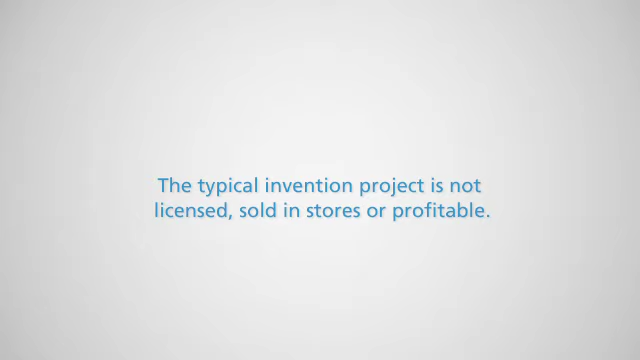 The typical invention project is not
licensed, sold in stores or profitable.